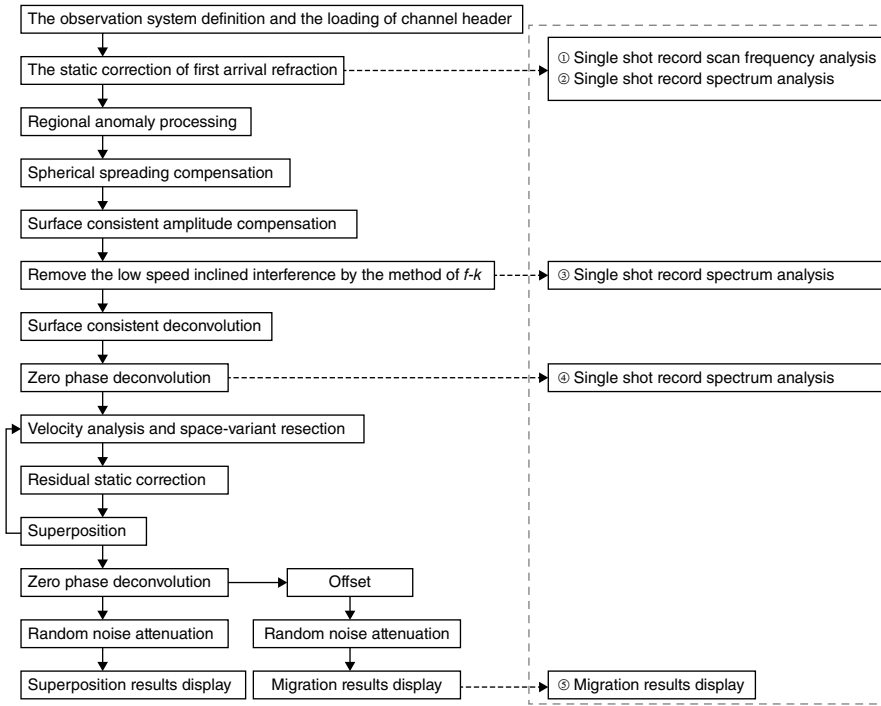 The observation system definition and the loading of channel header
The static correction of first arrival refraction
① Single shot record scan frequency analysis
② Single shot record spectrum analysis
Regional anomaly processing
Spherical spreading compensation
Surface consistent amplitude compensation
Remove the low speed inclined interference by the method of f-k
③ Single shot record spectrum analysis
Surface consistent deconvolution
Zero phase deconvolution
④ Single shot record spectrum analysis
Velocity analysis and space-variant resection
Residual static correction
Superposition
Zero phase deconvolution
Offset
Random noise attenuation
Random noise attenuation
Superposition results display
Migration results display
⑤ Migration results display